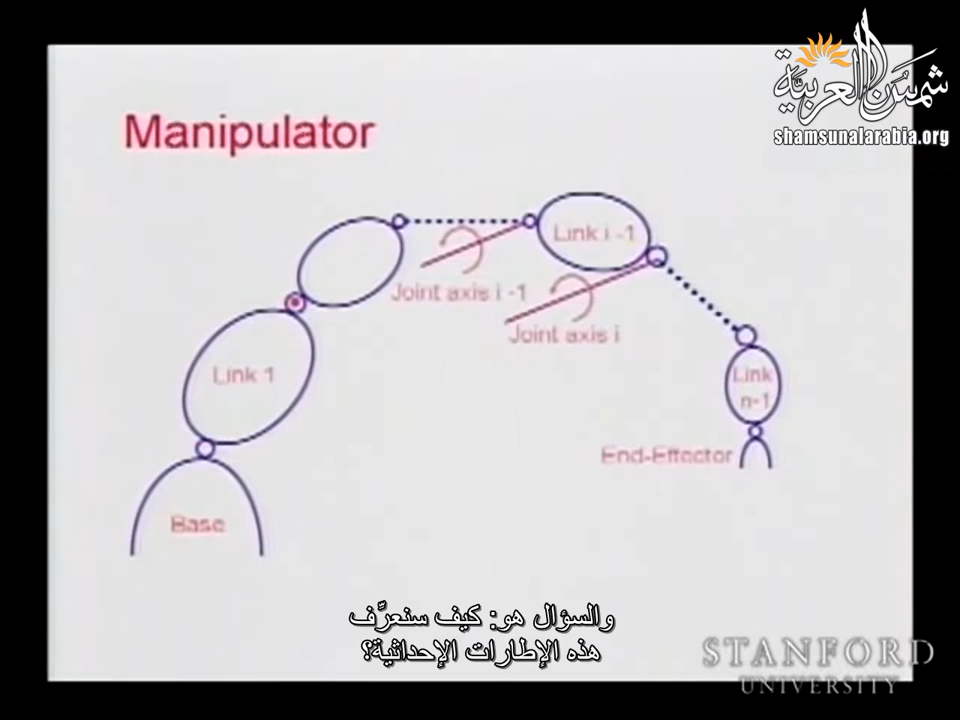 شمس العربية
shamsunalarabia.org
Manipulator
Link i -1
Joint axis i -1
Joint axis i
Link 1
Link
n-1
End-Effector
Base
والسؤال هو: كيف سنعرِّف
هذه الإطارات الإحداثية؟
STANFORD
UNIVERSITY